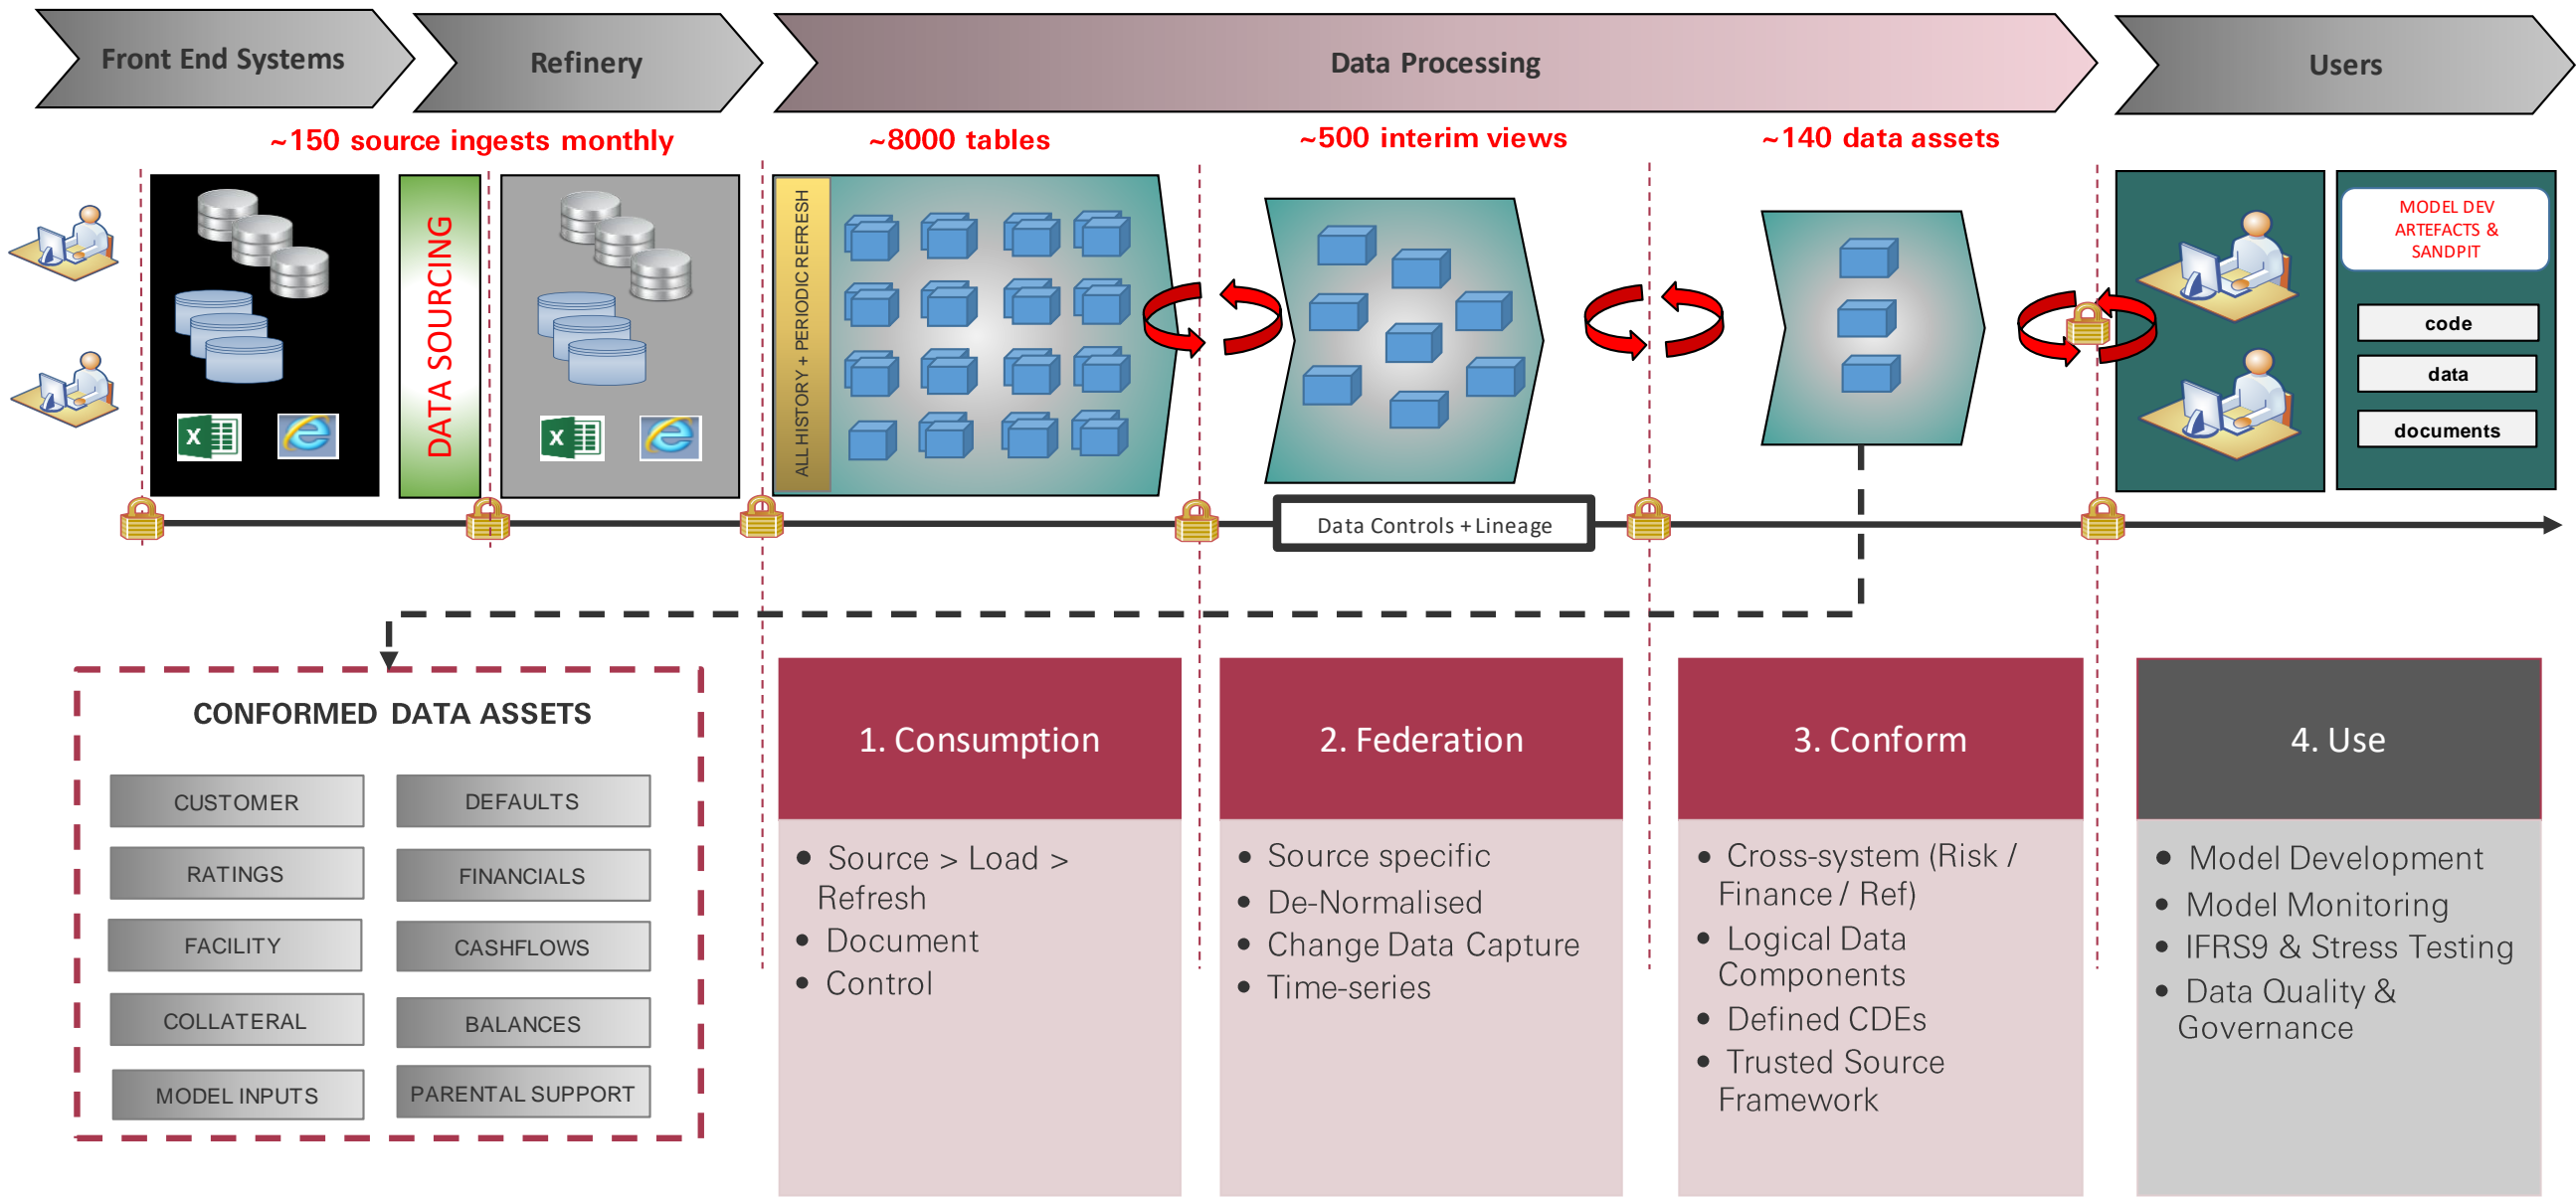 Front End Systems
Refinery
Data Processing
Users
~150 source ingests monthly
~8000 tables
~500 interim views
~140 data assets
DATA SOURCING
ALL HISTORY + PERIODIC REFRESH
MODEL DEV
ARTEFACTS &
SANDPIT
code
data
documents
Data Controls + Lineage
CONFORMED DATA ASSETS
CUSTOMER
DEFAULTS
RATINGS
FINANCIALS
FACILITY
CASHFLOWS
COLLATERAL
BALANCES
MODEL INPUTS
PARENTAL SUPPORT
1. Consumption
• Source > Load >
Refresh
• Document
• Control
2. Federation
• Source specific
• De-Normalised
• Change Data Capture
• Time-series
3. Conform
• Cross-system (Risk /
Finance / Ref)
• Logical Data
Components
• Defined CDEs
• Trusted Source
Framework
4. Use
• Model Development
• Model Monitoring
• IFRS9 & Stress Testing
• Data Quality &
Governance